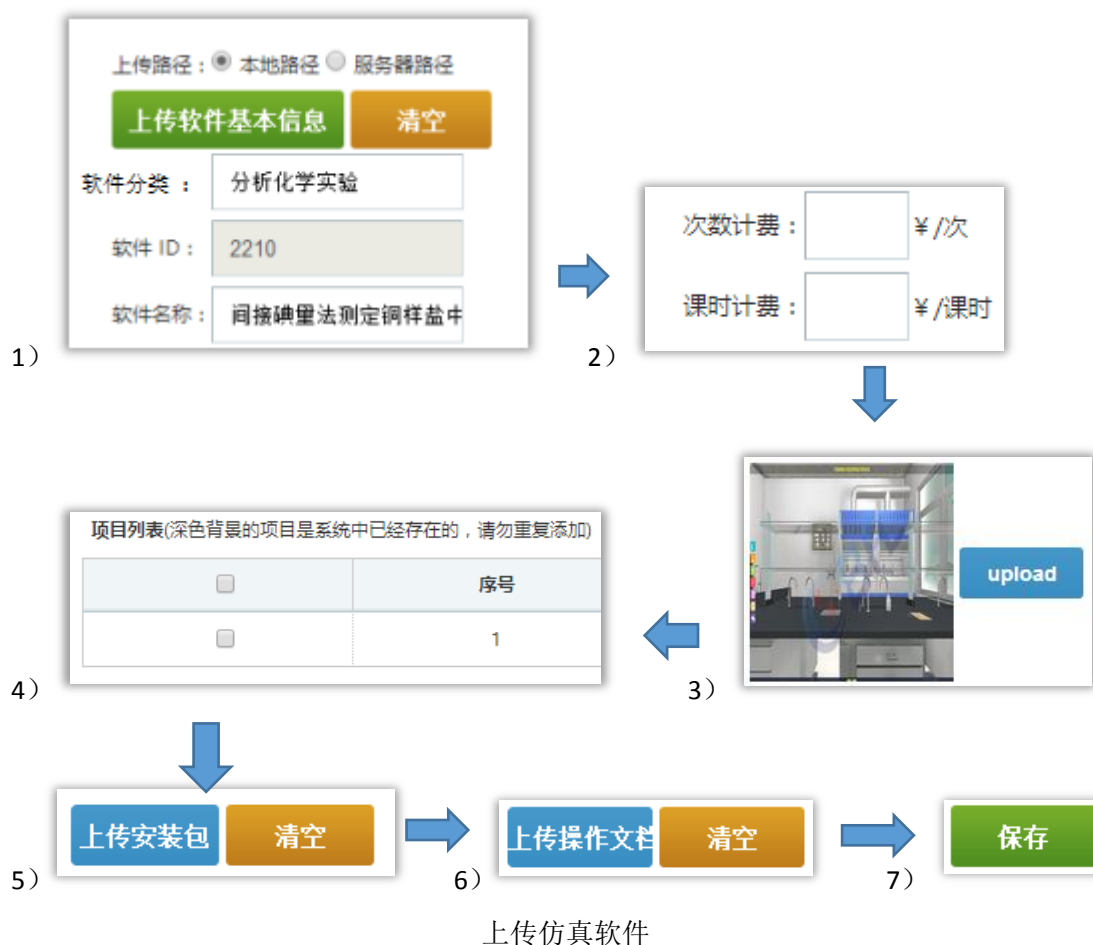 上传路径：本地路径 服务器路径
上传软件基本信息 清空
软件分类 ： 分析化学实验
软件 ID： 2210
软件名称： 间接碘量法测定铜样盐中
1）
次数计费： ￥/次
课时计费： ￥/课时
2）
upload
3）
项目列表(深色背景的项目是系统中已经存在的，请勿重复添加)
序号
1
4）
上传安装包 清空
5）
上传操作文档 清空
6）
保存
7）
上传仿真软件